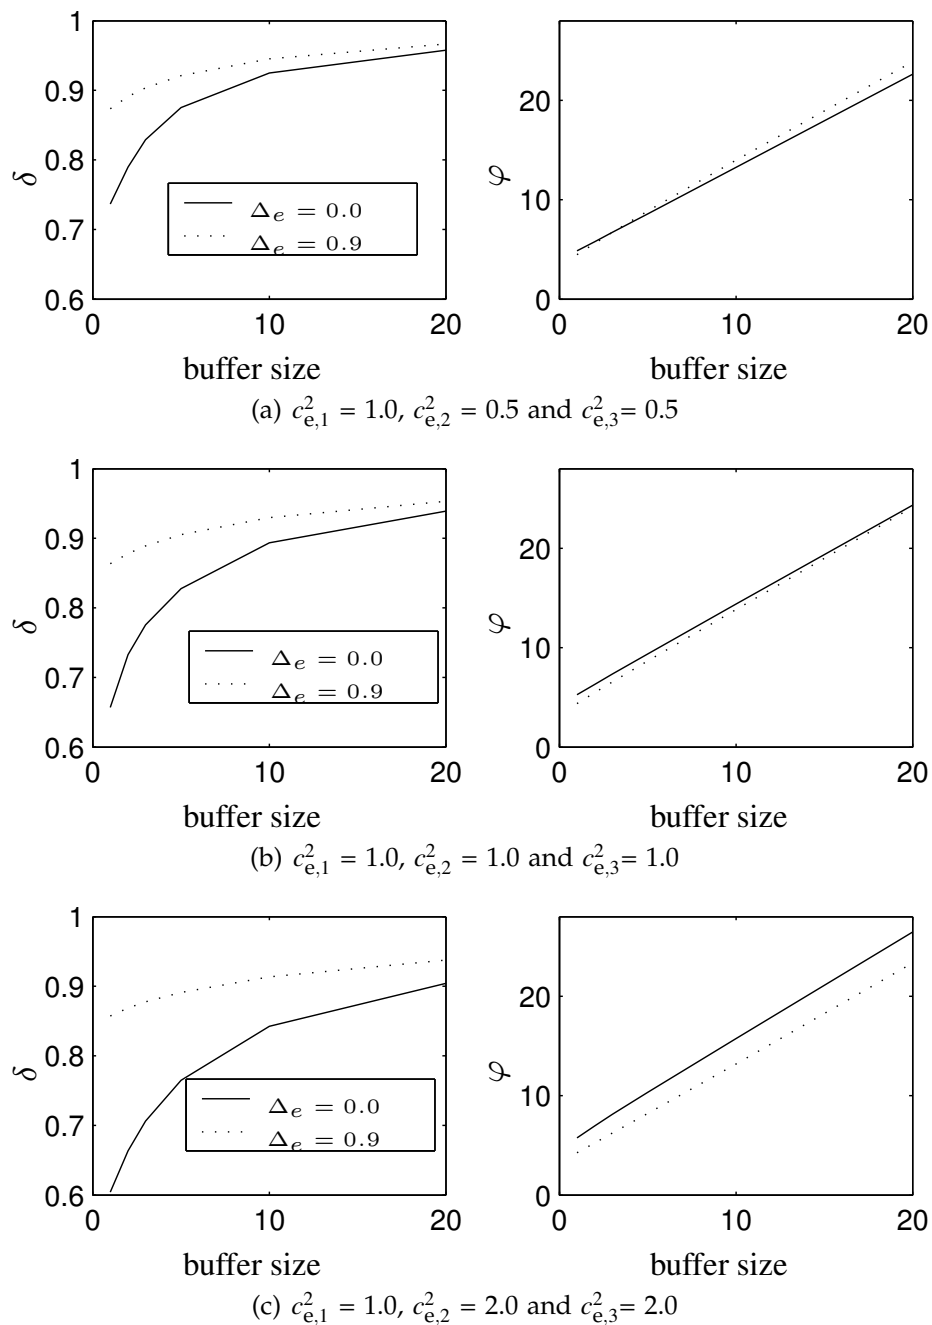 1
0.9
0.8
0.7
0.6
δ
Δe = 0.0
Δe = 0.9
0 10 20
buffer size
20
10
0
φ
0 10 20
buffer size
(a) c²e,1 = 1.0, c²e,2 = 0.5 and c²e,3= 0.5
1
0.9
0.8
0.7
0.6
δ
Δe = 0.0
Δe = 0.9
0 10 20
buffer size
20
10
0
φ
0 10 20
buffer size
(b) c²e,1 = 1.0, c²e,2 = 1.0 and c²e,3= 1.0
1
0.9
0.8
0.7
0.6
δ
Δe = 0.0
Δe = 0.9
0 10 20
buffer size
20
10
0
φ
0 10 20
buffer size
(c) c²e,1 = 1.0, c²e,2 = 2.0 and c²e,3= 2.0